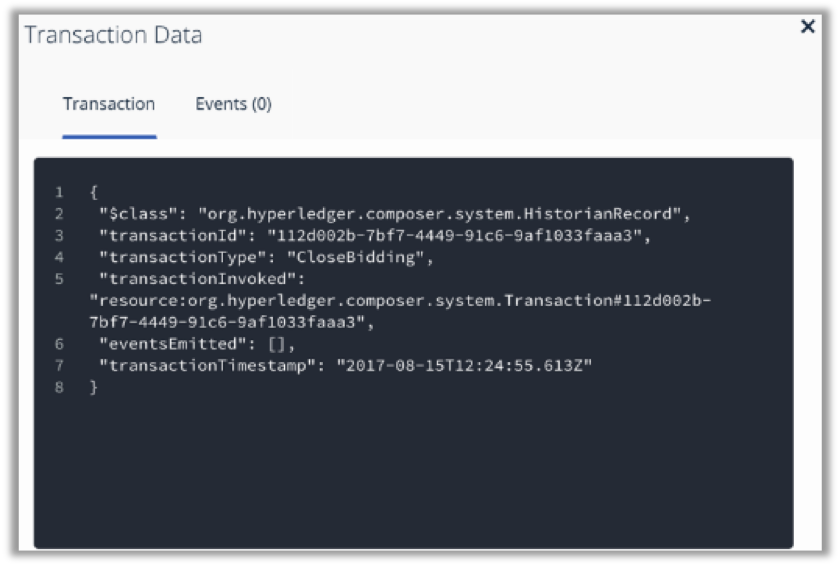 Transaction Data
×
Transaction Events (0)
1 {
2 "$class": "org.hyperledger.composer.system.HistorianRecord",
3 "transactionId": "112d002b-7bf7-4449-91c6-9af1033faaa3",
4 "transactionType": "CloseBidding",
5 "transactionInvoked":
"resource:org.hyperledger.composer.system.Transaction#112d002b-
7bf7-4449-91c6-9af1033faaa3",
6 "eventsEmitted": [],
7 "transactionTimestamp": "2017-08-15T12:24:55.613Z"
8 }